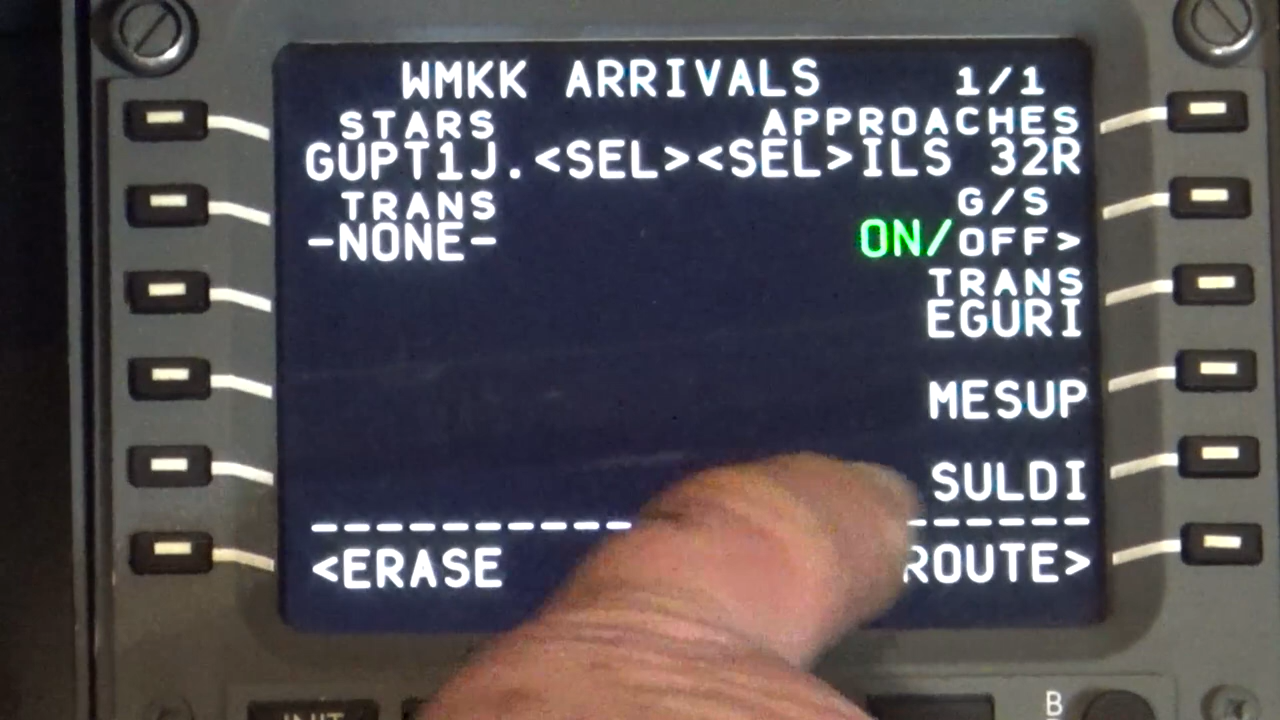 WMKK ARRIVALS 1/1
STARS APPROACHES
GUPT1J.<SEL><SEL>ILS 32R
TRANS G/S
-NONE- ON/OFF>
TRANS
EGURI
MESUP
SULDI
<ERASE ROUTE>
B